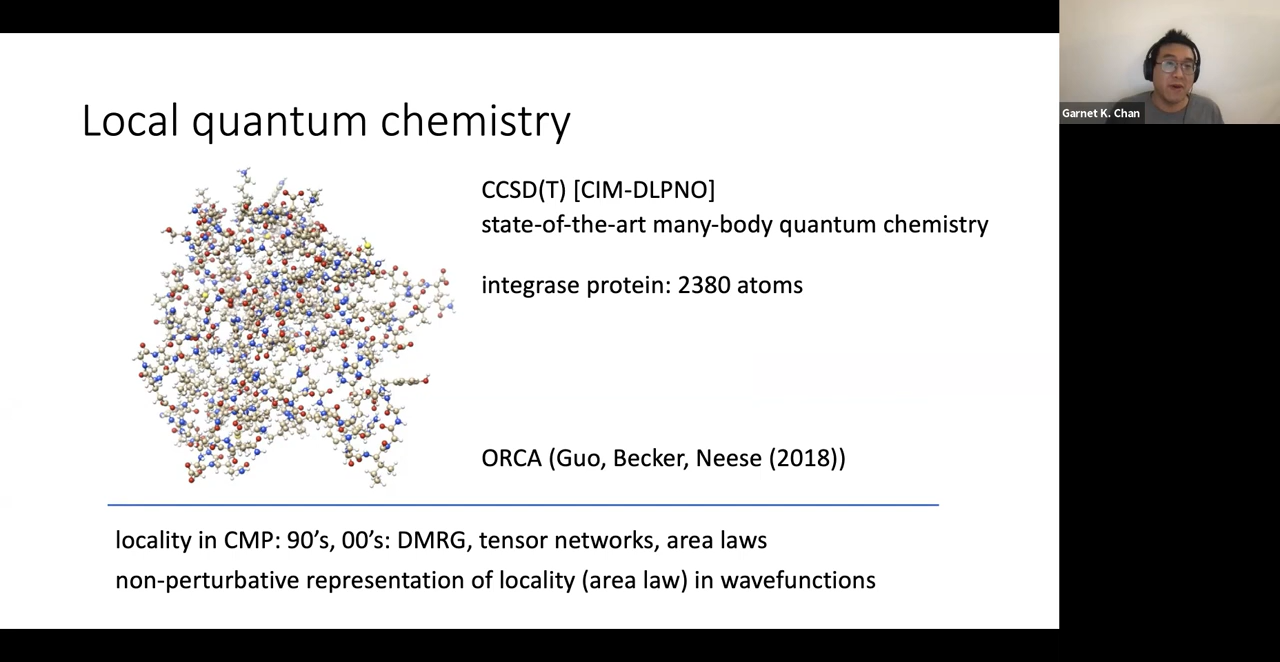 Local quantum chemistry
CCSD(T) [CIM-DLPNO]
state-of-the-art many-body quantum chemistry
integrase protein: 2380 atoms
ORCA (Guo, Becker, Neese (2018))
locality in CMP: 90’s, 00’s: DMRG, tensor networks, area laws
non-perturbative representation of locality (area law) in wavefunctions
Garnet K. Chan